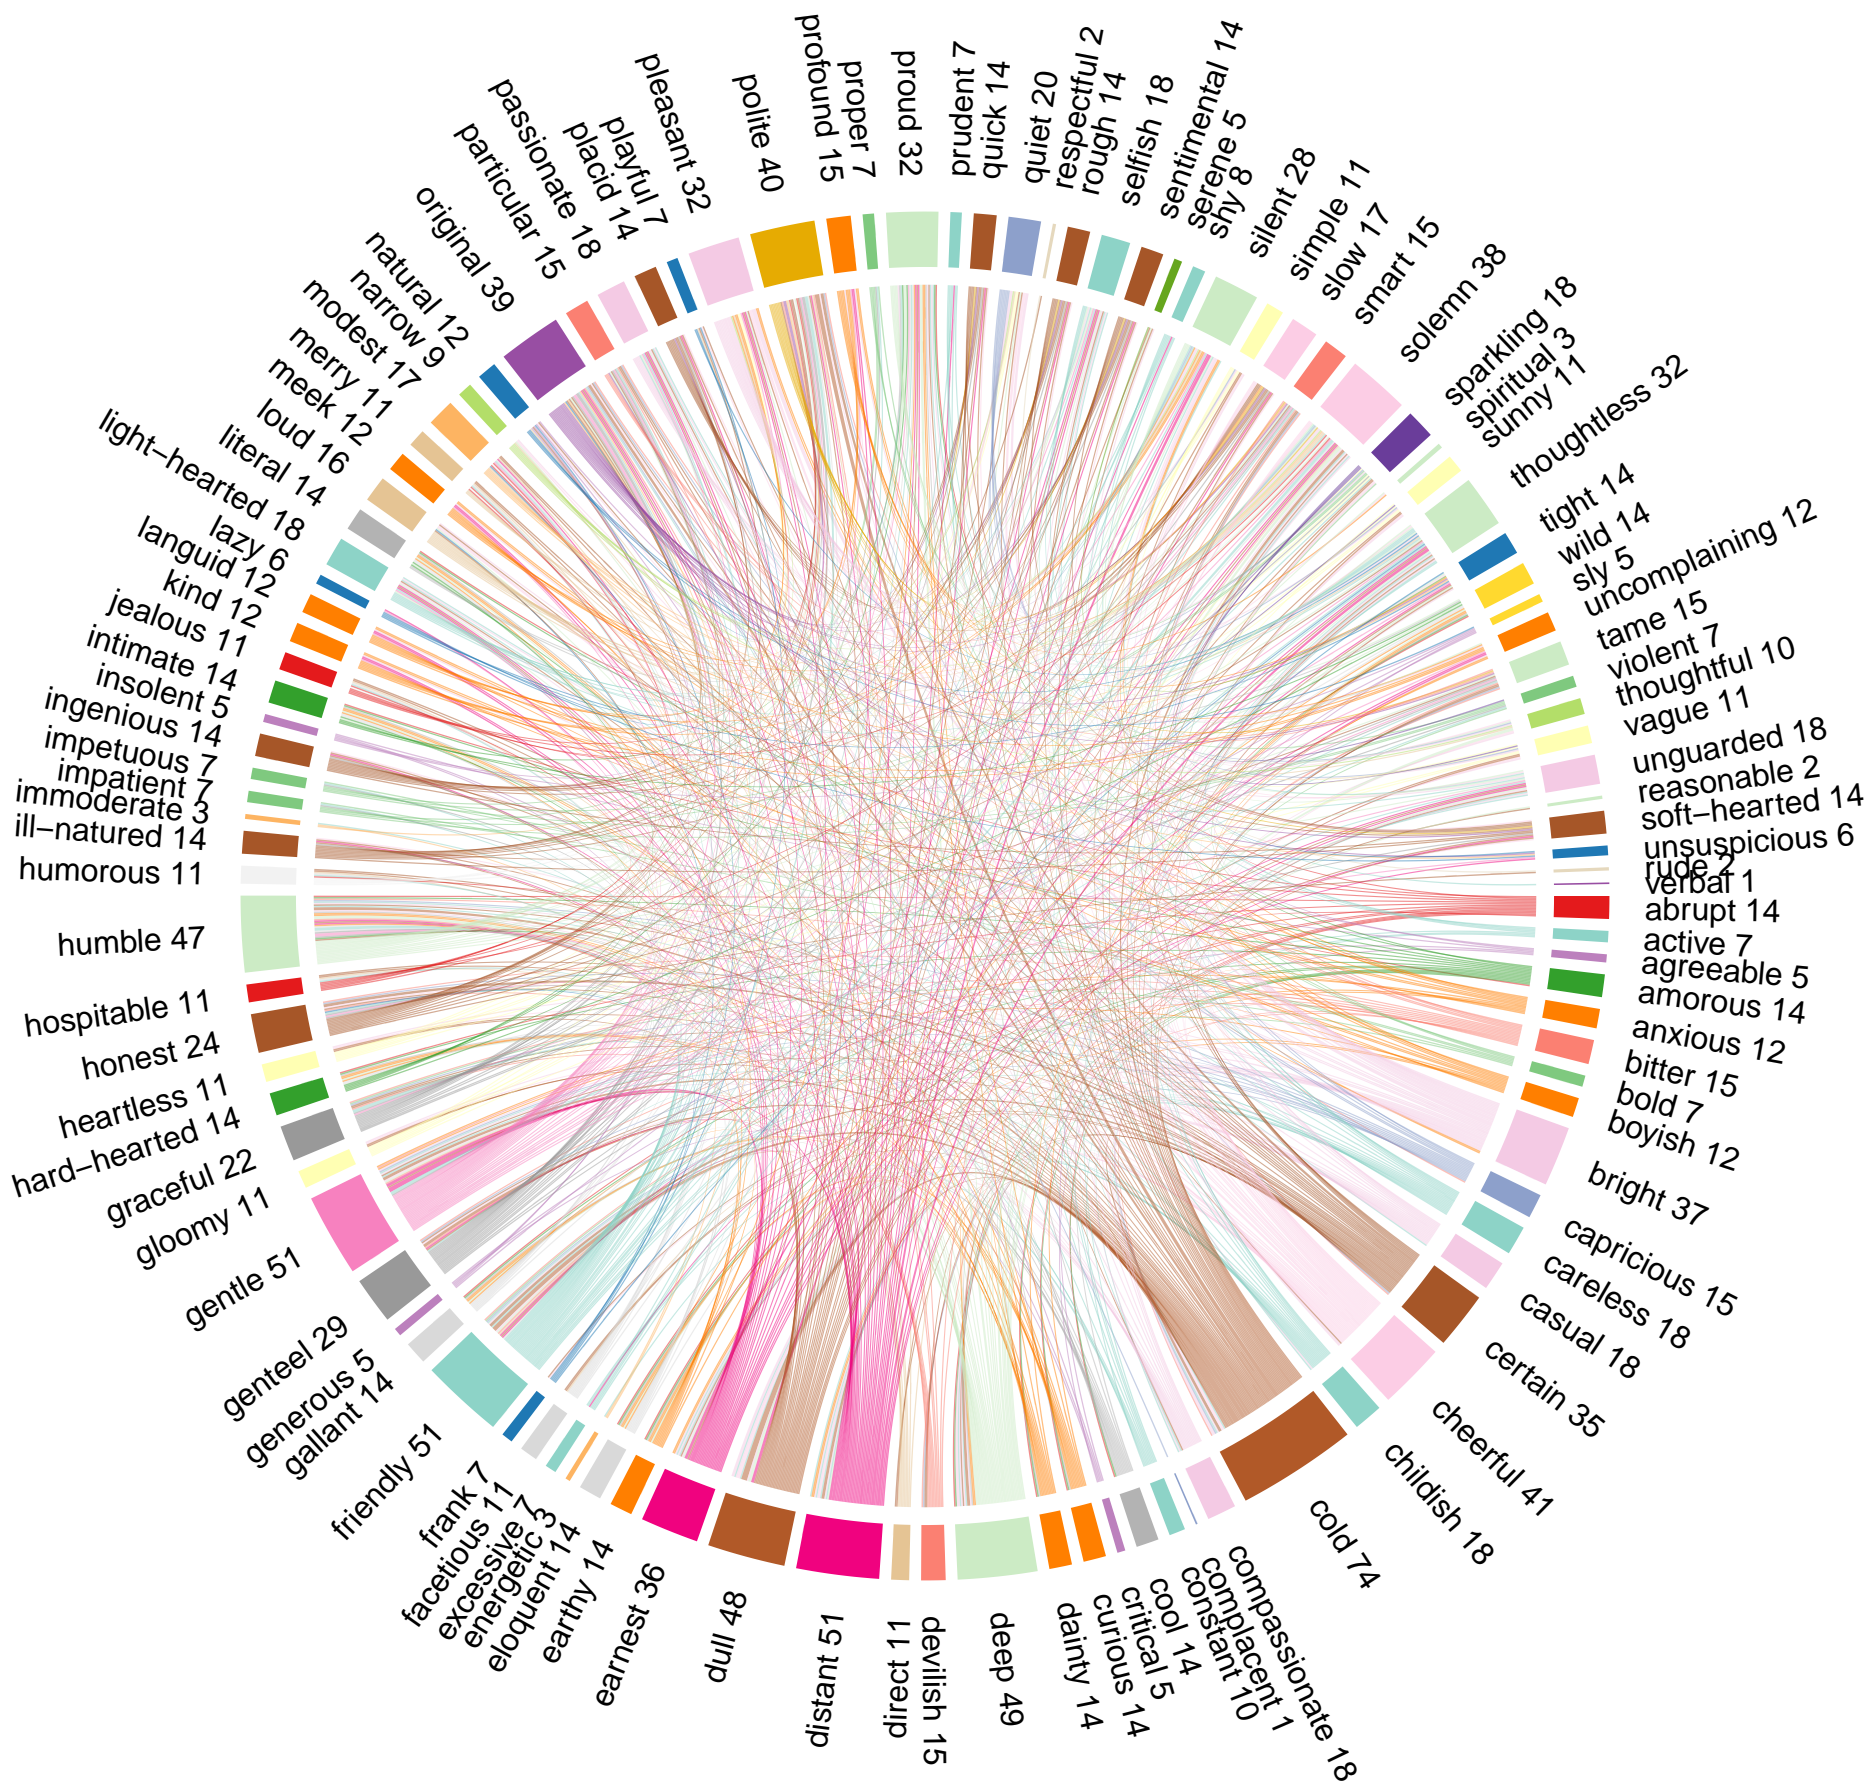 abrupt 14
active 7
agreeable 5
amorous 14
anxious 12
bitter 15
bold 7
boyish 12
bright 37
capricious 15
careless 18
casual 18
certain 35
cheerful 41
childish 18
cold 74
compassionate 18
complacent 1
constant 10
cool 14
critical 5
curious 14
dainty 14
deep 49
devilish 15
direct 11
distant 51
dull 48
earnest 36
earthy 14
eloquent 14
energetic 3
excessive 7
facetious 11
frank 7
friendly 51
gallant 14
generous 5
genteel 29
gentle 51
gloomy 11
graceful 22
hard–hearted 14
heartless 11
honest 24
hospitable 11
humble 47
humorous 11
ill–natured 14
immoderate 3
impatient 7
impetuous 7
ingenious 14
insolent 5
intimate 14
jealous 11
kind 12
languid 12
lazy 6
light–hearted 18
literal 14
loud 16
meek 12
merry 11
modest 17
narrow 9
natural 12
original 39
particular 15
passionate 18
placid 14
playful 7
pleasant 32
polite 40
profound 15
proper 7
proud 32
prudent 7
quick 14
quiet 20
respectful 2
rough 14
selfish 18
sentimental 14
serene 5
shy 8
silent 28
simple 11
slow 17
smart 15
solemn 38
sparkling 18
spiritual 3
sunny 11
thoughtless 32
tight 14
wild 14
sly 5
uncomplaining 12
tame 15
violent 7
thoughtful 10
vague 11
unguarded 18
reasonable 2
soft–hearted 14
unsuspicious 6
rude 2
verbal 1